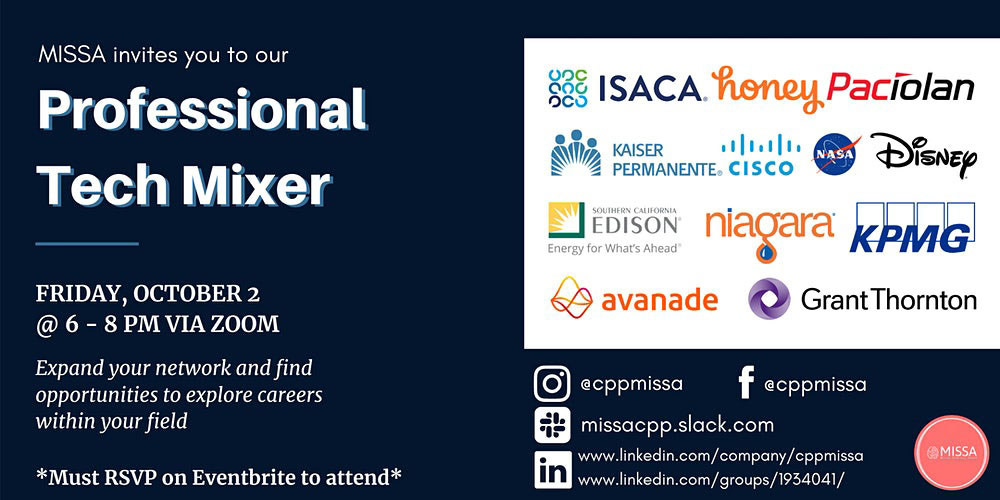 MISSA invites you to our
Professional
Tech Mixer
FRIDAY, OCTOBER 2
@ 6 - 8 PM VIA ZOOM
Expand your network and find
opportunities to explore careers
within your field
*Must RSVP on Eventbrite to attend*
ISACA® honey Paciolan
KAISER
PERMANENTE® CISCO NASA Disney
SOUTHERN CALIFORNIA
EDISON®
Energy for What's Ahead®
niagara®
KPMG
avanade Grant Thornton
@cppmissa f @cppmissa
missacpp.slack.com
in www.linkedin.com/company/cppmissa
www.linkedin.com/groups/1934041/
MISSA